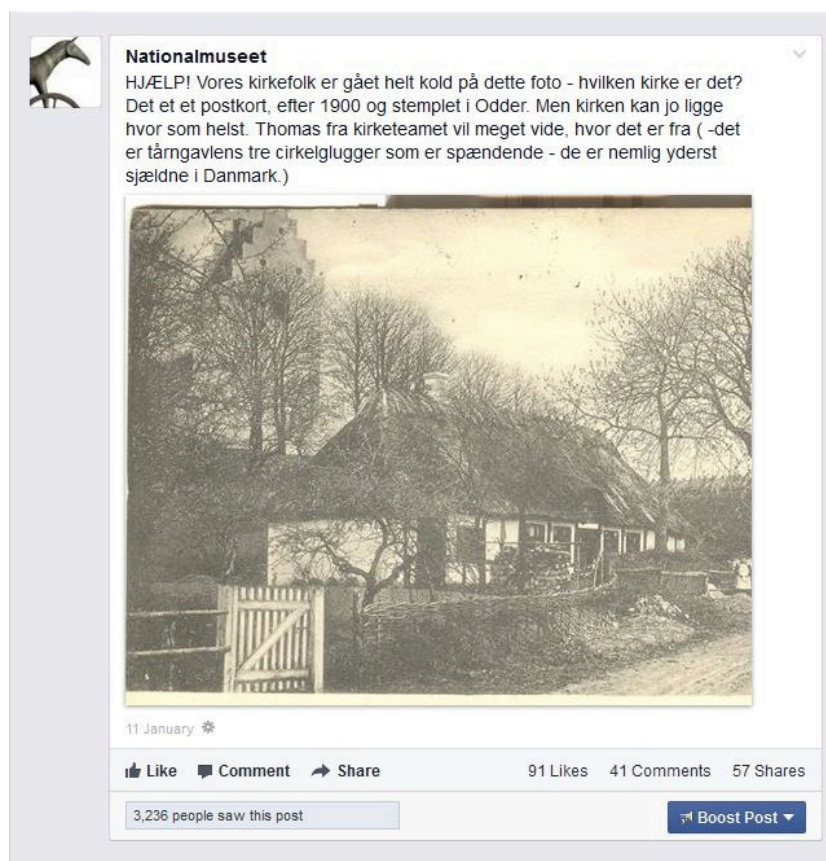 Nationalmuseet
HJÆLP! Vores kirkefolk er gået helt kold på dette foto - hvilken kirke er det?
Det et et postkort, efter 1900 og stemplet i Odder. Men kirken kan jo ligge
hvor som helst. Thomas fra kirketeamet vil meget vide, hvor det er fra ( -det
er tårngavlens tre cirkelglugger som er spændende - de er nemlig yderst
sjældne i Danmark.)
11 January
Like Comment Share 91 Likes 41 Comments 57 Shares
3,236 people saw this post Boost Post